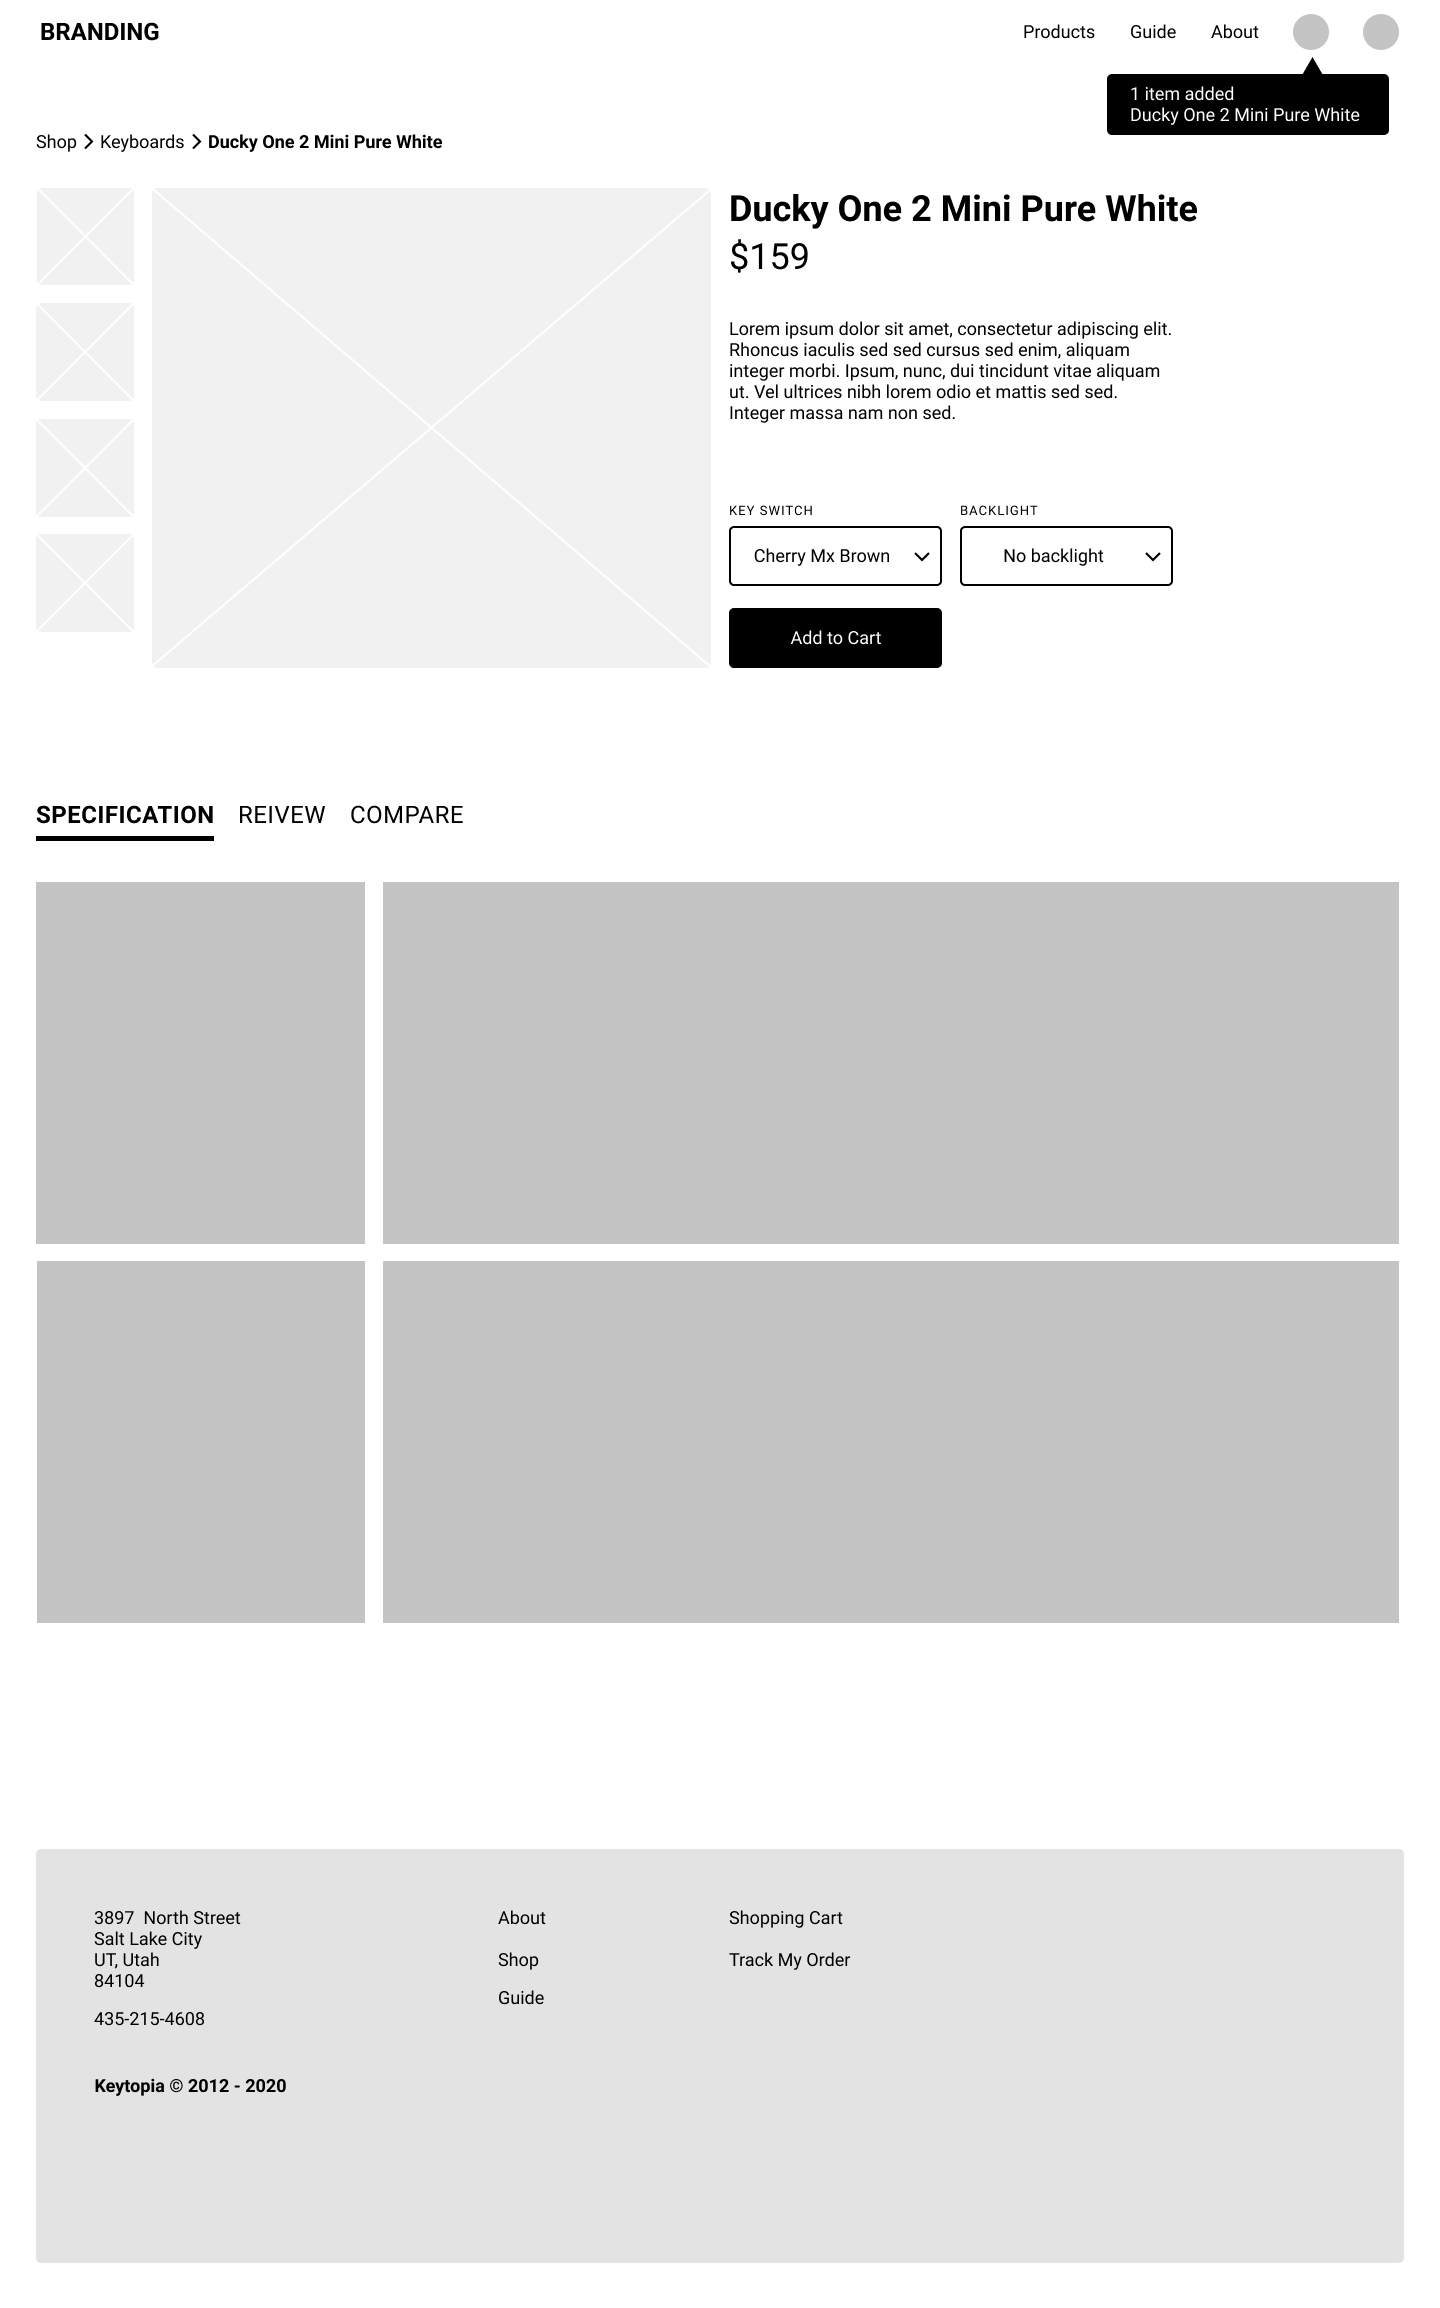 BRANDING
Products
Guide
About
1 item added
Ducky One 2 Mini Pure White
Shop
Keyboards
Ducky One 2 Mini Pure White
Ducky One 2 Mini Pure White
$159
Lorem ipsum dolor sit amet, consectetur adipiscing elit.
Rhoncus iaculis sed sed cursus sed enim, aliquam
integer morbi. Ipsum, nunc, dui tincidunt vitae aliquam
ut. Vel ultrices nibh lorem odio et mattis sed sed.
Integer massa nam non sed.
KEY SWITCH
BACKLIGHT
Cherry Mx Brown
No backlight
Add to Cart
SPECIFICATION
REIVEW
COMPARE
3897  North Street
Salt Lake City
UT, Utah
84104
435-215-4608
Keytopia © 2012 - 2020
About
Shop
Guide
Shopping Cart
Track My Order